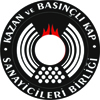 KAZAN VE BASINÇLI KAP
SANAYİCİLERİ BİRLİĞİ